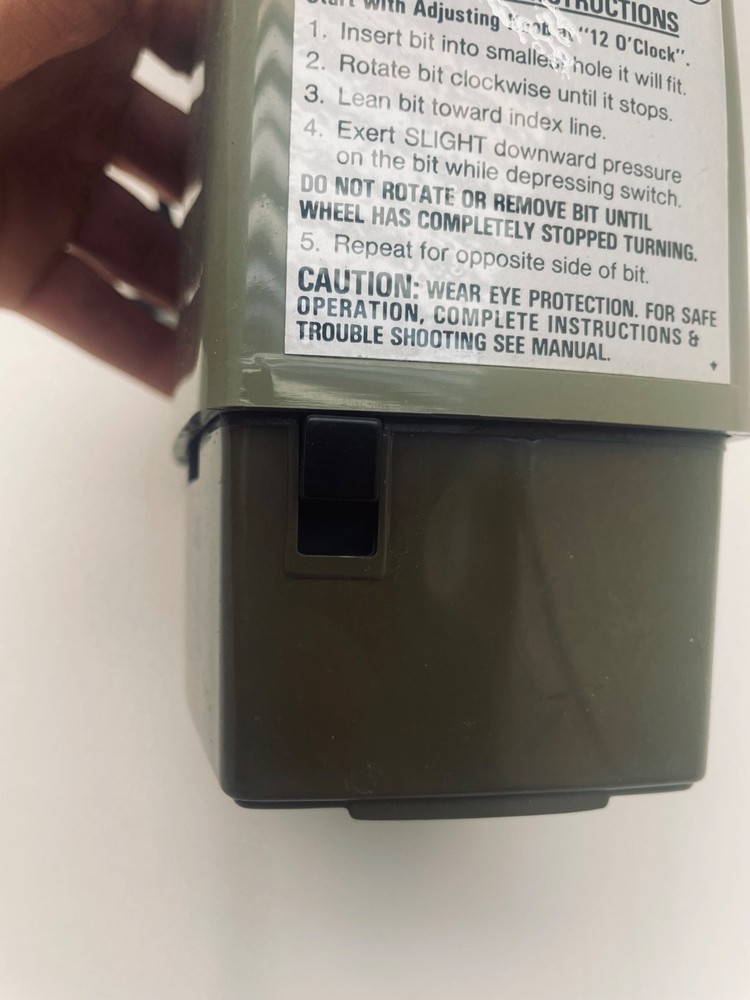 INSTRUCTIONS
Start with Adjusting Knob at "12 O'Clock".
1. Insert bit into smallest hole it will fit.
2. Rotate bit clockwise until it stops.
3. Lean bit toward index line.
4. Exert SLIGHT downward pressure
on the bit while depressing switch.
DO NOT ROTATE OR REMOVE BIT UNTIL
WHEEL HAS COMPLETELY STOPPED TURNING.
5. Repeat for opposite side of bit.
CAUTION: WEAR EYE PROTECTION. FOR SAFE
OPERATION, COMPLETE INSTRUCTIONS &
TROUBLE SHOOTING SEE MANUAL.